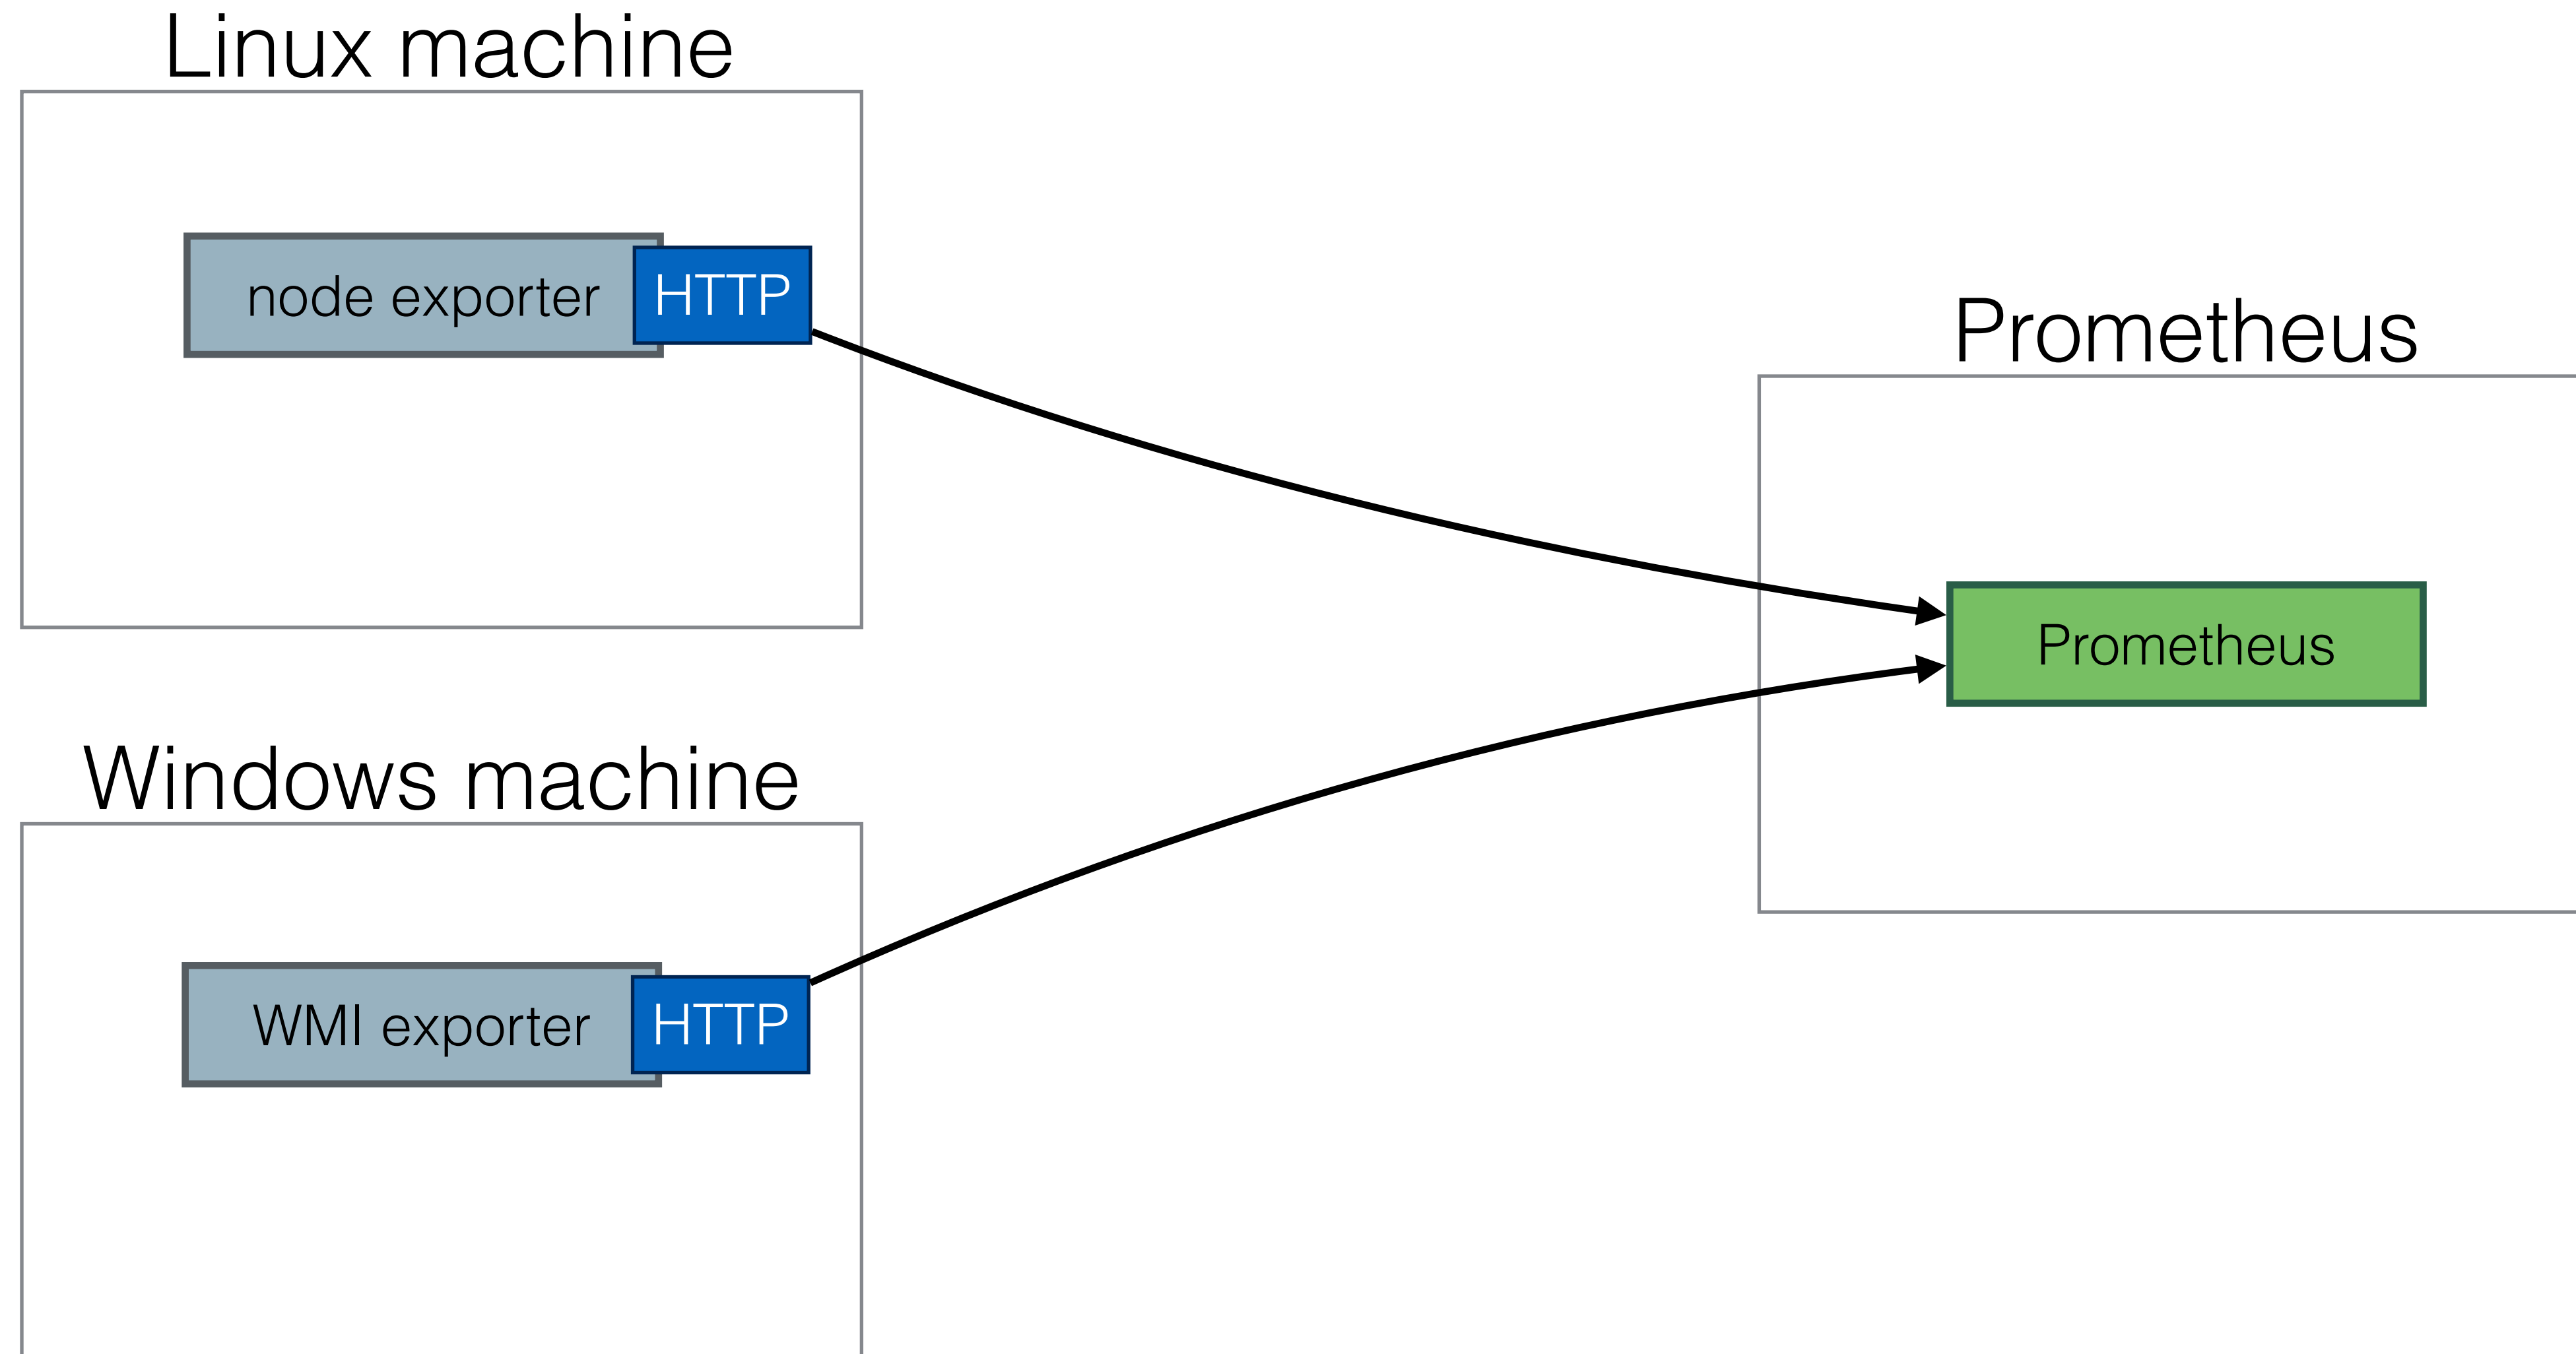 Linux machine
node exporter
HTTP
Prometheus
Prometheus
Windows machine
WMI exporter
HTTP